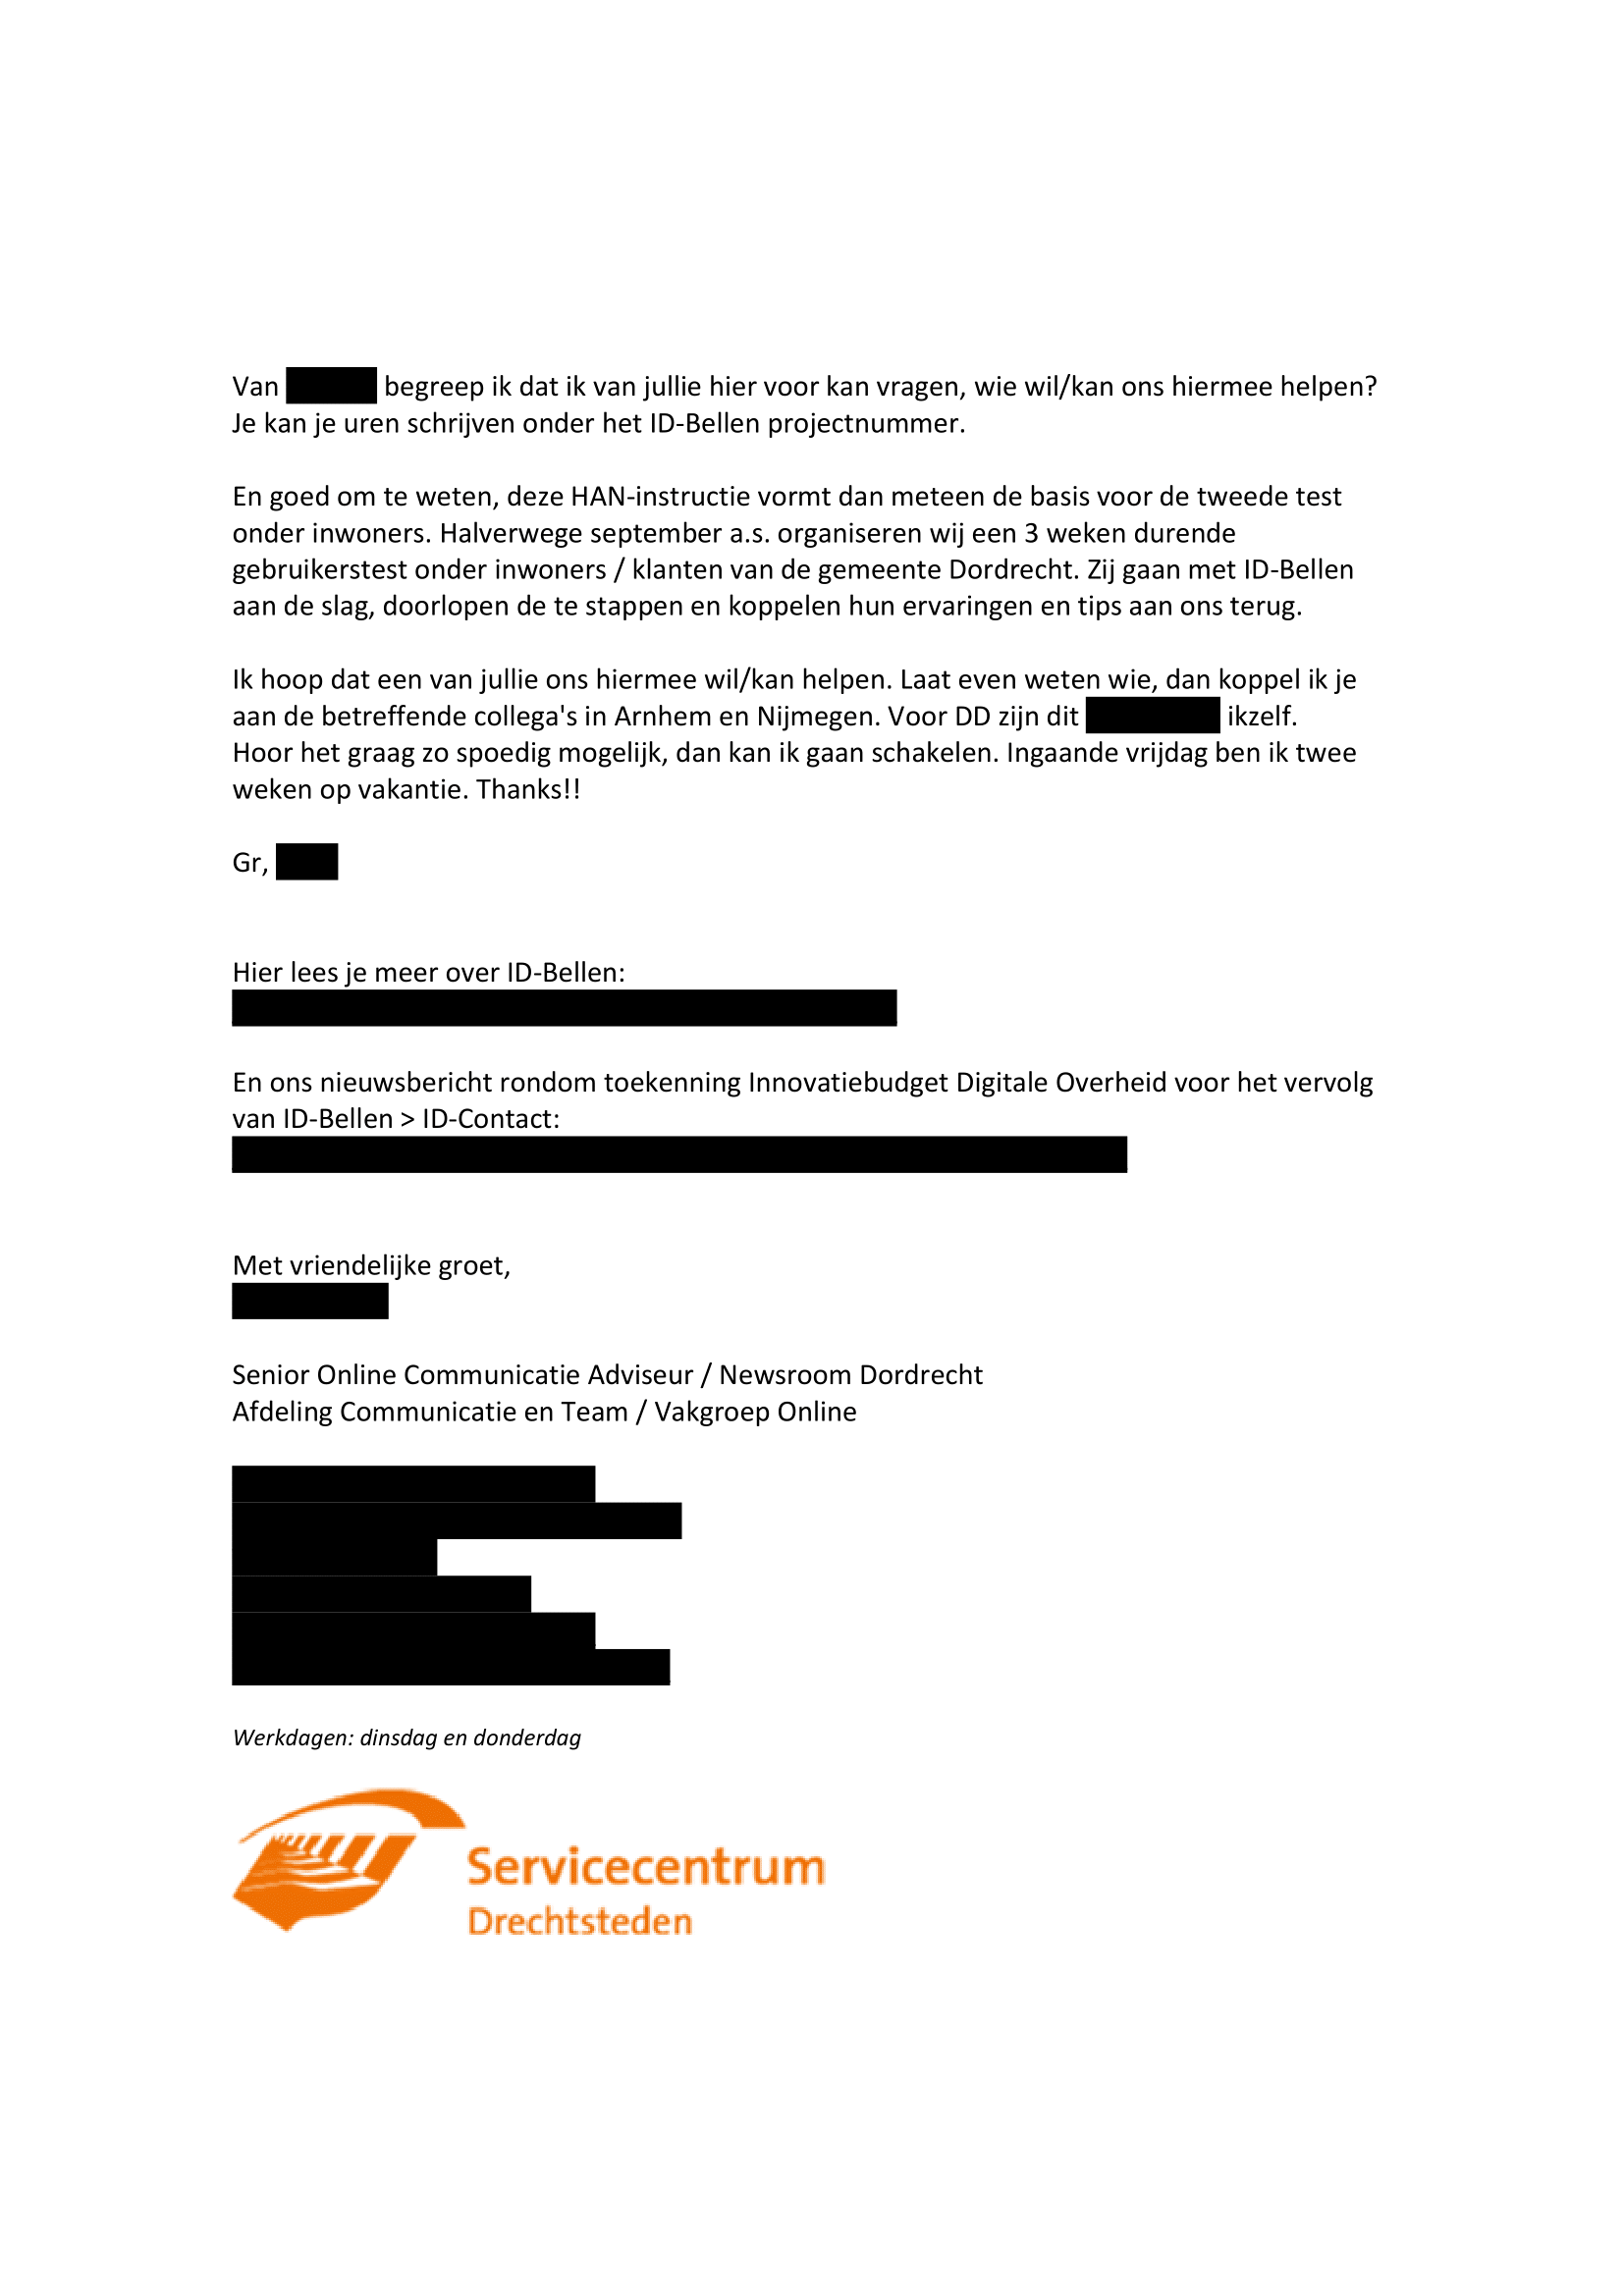 Van begreep ik dat ik van jullie hier voor kan vragen, wie wil/kan ons hiermee helpen?
Je kan je uren schrijven onder het ID-Bellen projectnummer.
En goed om te weten, deze HAN-instructie vormt dan meteen de basis voor de tweede test
onder inwoners. Halverwege september a.s. organiseren wij een 3 weken durende
gebruikerstest onder inwoners / klanten van de gemeente Dordrecht. Zij gaan met ID-Bellen
aan de slag, doorlopen de te stappen en koppelen hun ervaringen en tips aan ons terug.
Ik hoop dat een van jullie ons hiermee wil/kan helpen. Laat even weten wie, dan koppel ik je
aan de betreffende collega's in Arnhem en Nijmegen. Voor DD zijn dit ikzelf.
Hoor het graag zo spoedig mogelijk, dan kan ik gaan schakelen. Ingaande vrijdag ben ik twee
weken op vakantie. Thanks!!
Gr,
Hier lees je meer over ID-Bellen:
En ons nieuwsbericht rondom toekenning Innovatiebudget Digitale Overheid voor het vervolg
van ID-Bellen > ID-Contact:
Met vriendelijke groet,
Senior Online Communicatie Adviseur / Newsroom Dordrecht
Afdeling Communicatie en Team / Vakgroep Online
Werkdagen: dinsdag en donderdag
Servicecentrum
Drechtsteden